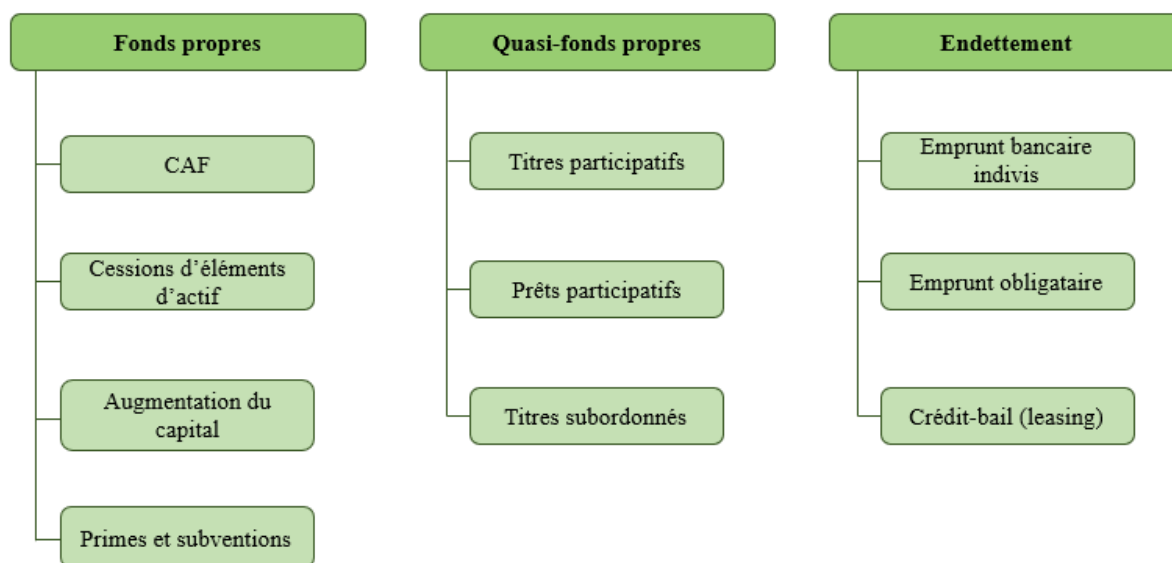 Fonds propres
CAF
Cessions d’éléments
d’actif
Augmentation du
capital
Primes et subventions
Quasi-fonds propres
Titres participatifs
Prêts participatifs
Titres subordonnés
Endettement
Emprunt bancaire
indivis
Emprunt obligataire
Crédit-bail (leasing)